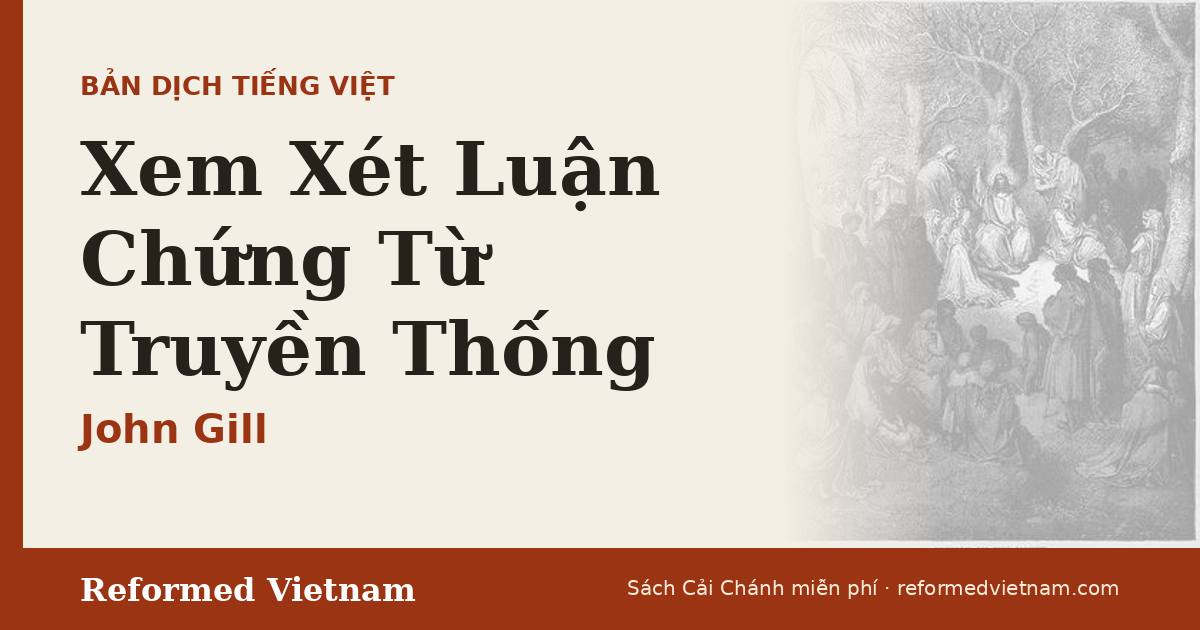 BẢN DỊCH TIẾNG VIỆT
Xem Xét Luận
Chứng Từ
Truyền Thống
John Gill
Reformed Vietnam
Sách Cải Chánh miễn phí · reformedvietnam.com